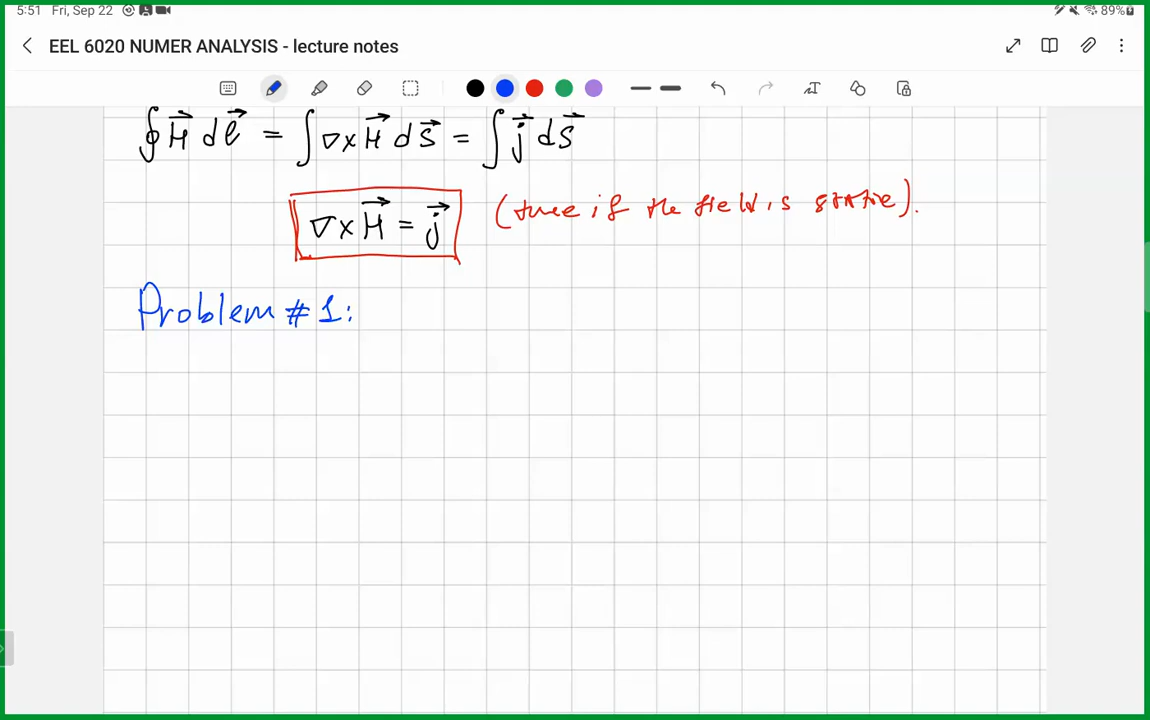 5:51 Fri, Sep 22 89%
EEL 6020 NUMER ANALYSIS - lecture notes
∮ H⃗ dℓ⃗ = ∫ ∇×H⃗ dS⃗ = ∫ j⃗ dS⃗
∇×H⃗ = j⃗ (true if the field is static).
Problem # 1: